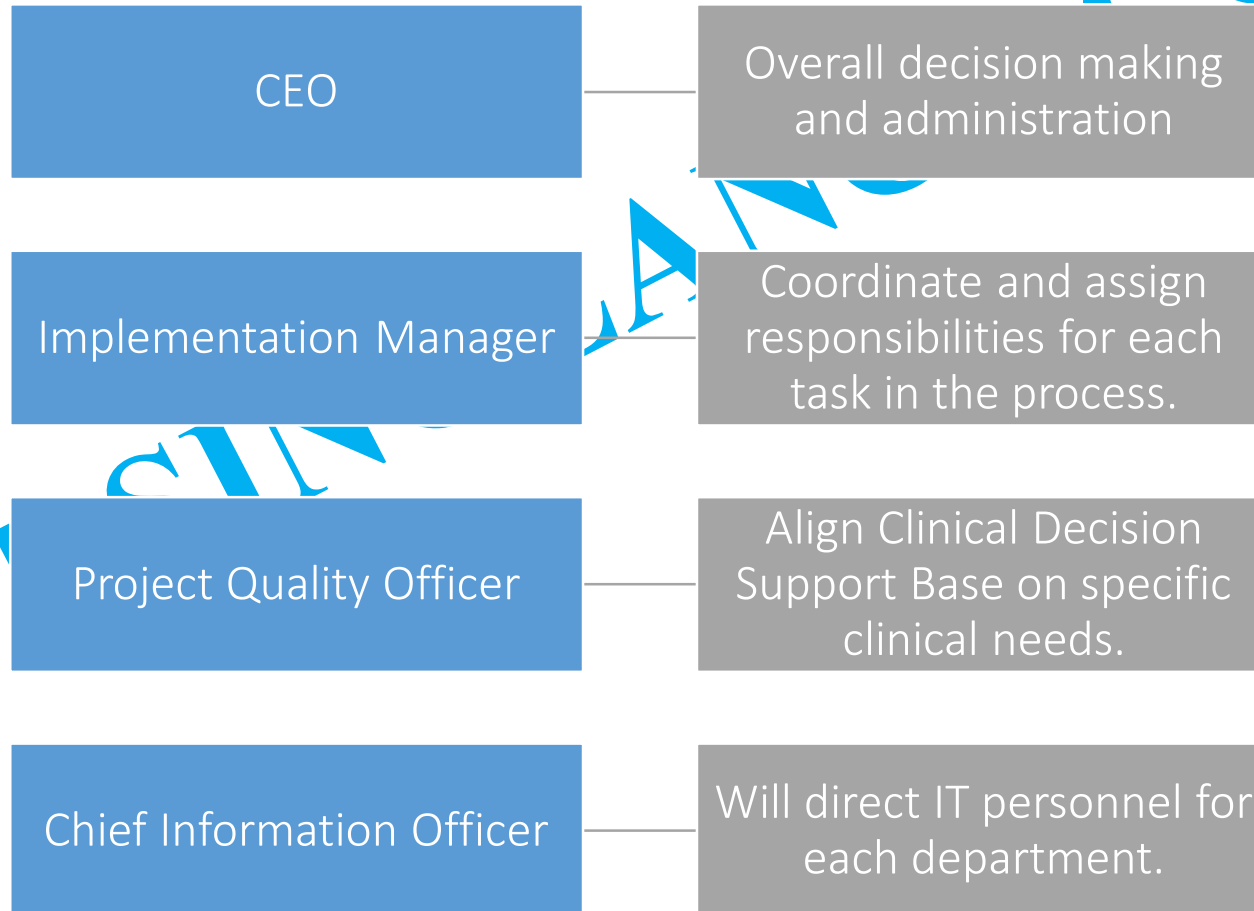 CEO
Overall decision making
and administration
Implementation Manager
Coordinate and assign
responsibilities for each
task in the process.
Project Quality Officer
Align Clinical Decision
Support Base on specific
clinical needs.
Chief Information Officer
Will direct IT personnel for
each department.